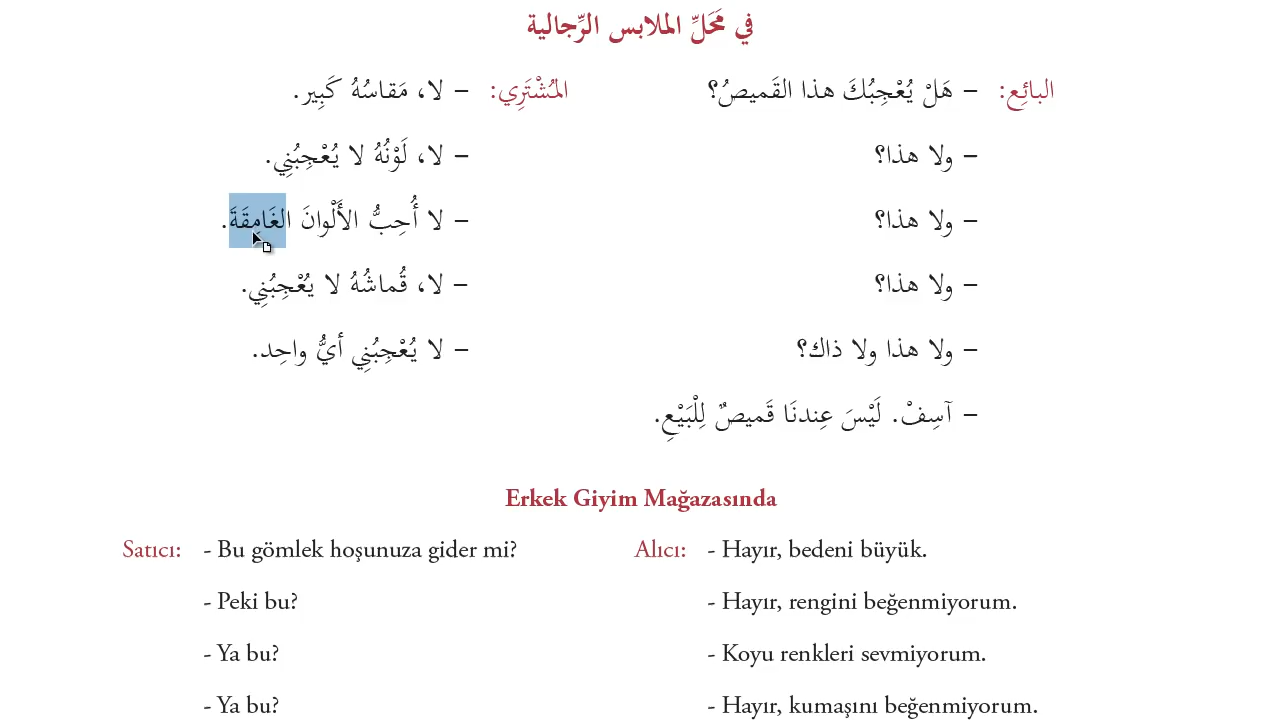 في مَحَلِّ الملابس الرِّجالية
البائِع: – هَلْ يُعْجِبُكَ هذا القَميصُ؟ المُشْتَرِي: – لا، مَقاسُهُ كَبِير.
– ولا هذا؟ – لا، لَوْنُهُ لا يُعْجِبُنِي.
– ولا هذا؟ – لا أُحِبُّ الأَلْوانَ الغَامِقَةَ.
– ولا هذا؟ – لا، قُماشُهُ لا يُعْجِبُنِي.
– ولا هذا ولا ذاك؟ – لا يُعْجِبُنِي أيُّ واحِد.
– آسِفْ. لَيْسَ عِندنَا قَميصٌ لِلْبَيْعِ.
Erkek Giyim Mağazasında
Satıcı: - Bu gömlek hoşunuza gider mi? Alıcı: - Hayır, bedeni büyük.
- Peki bu? - Hayır, rengini beğenmiyorum.
- Ya bu? - Koyu renkleri sevmiyorum.
- Ya bu? - Hayır, kumaşını beğenmiyorum.